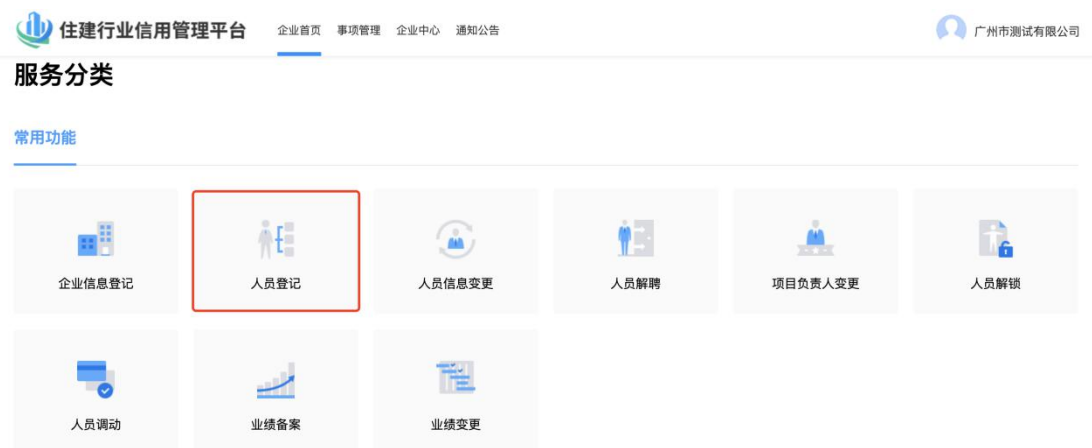 住建行业信用管理平台 企业首页 事项管理 企业中心 通知公告 广州市测试有限公司
服务分类
常用功能
企业信息登记 人员登记 人员信息变更 人员解聘 项目负责人变更 人员解锁
人员调动 业绩备案 业绩变更